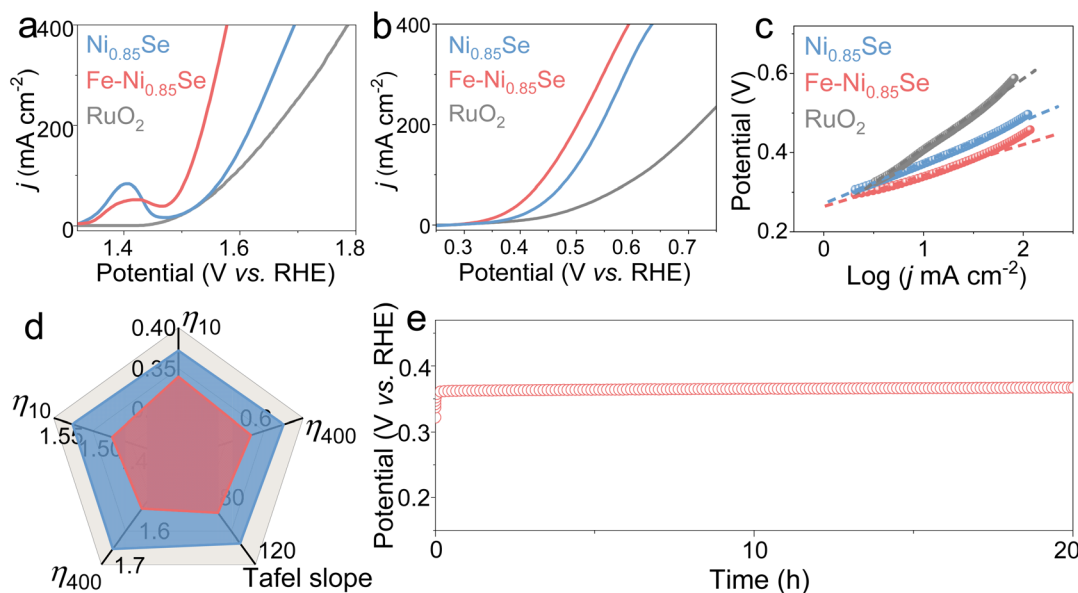 a
400
200
0
j (mA cm⁻²)
Ni₀.₈₅Se
Fe-Ni₀.₈₅Se
RuO₂
1.4
1.6
1.8
Potential (V vs. RHE)
b
400
200
0
j (mA cm⁻²)
Ni₀.₈₅Se
Fe-Ni₀.₈₅Se
RuO₂
0.3
0.4
0.5
0.6
0.7
Potential (V vs. RHE)
c
Ni₀.₈₅Se
Fe-Ni₀.₈₅Se
RuO₂
0.6
0.4
0.2
Potential (V)
0
1
2
Log (j mA cm⁻²)
d
η₁₀
0.40
0.35
η₄₀₀
0.6
Tafel slope
120
η₄₀₀
1.7
1.6
η₁₀
1.55
1.50
e
0.4
0.3
0.2
Potential (V vs. RHE)
0
10
20
Time (h)